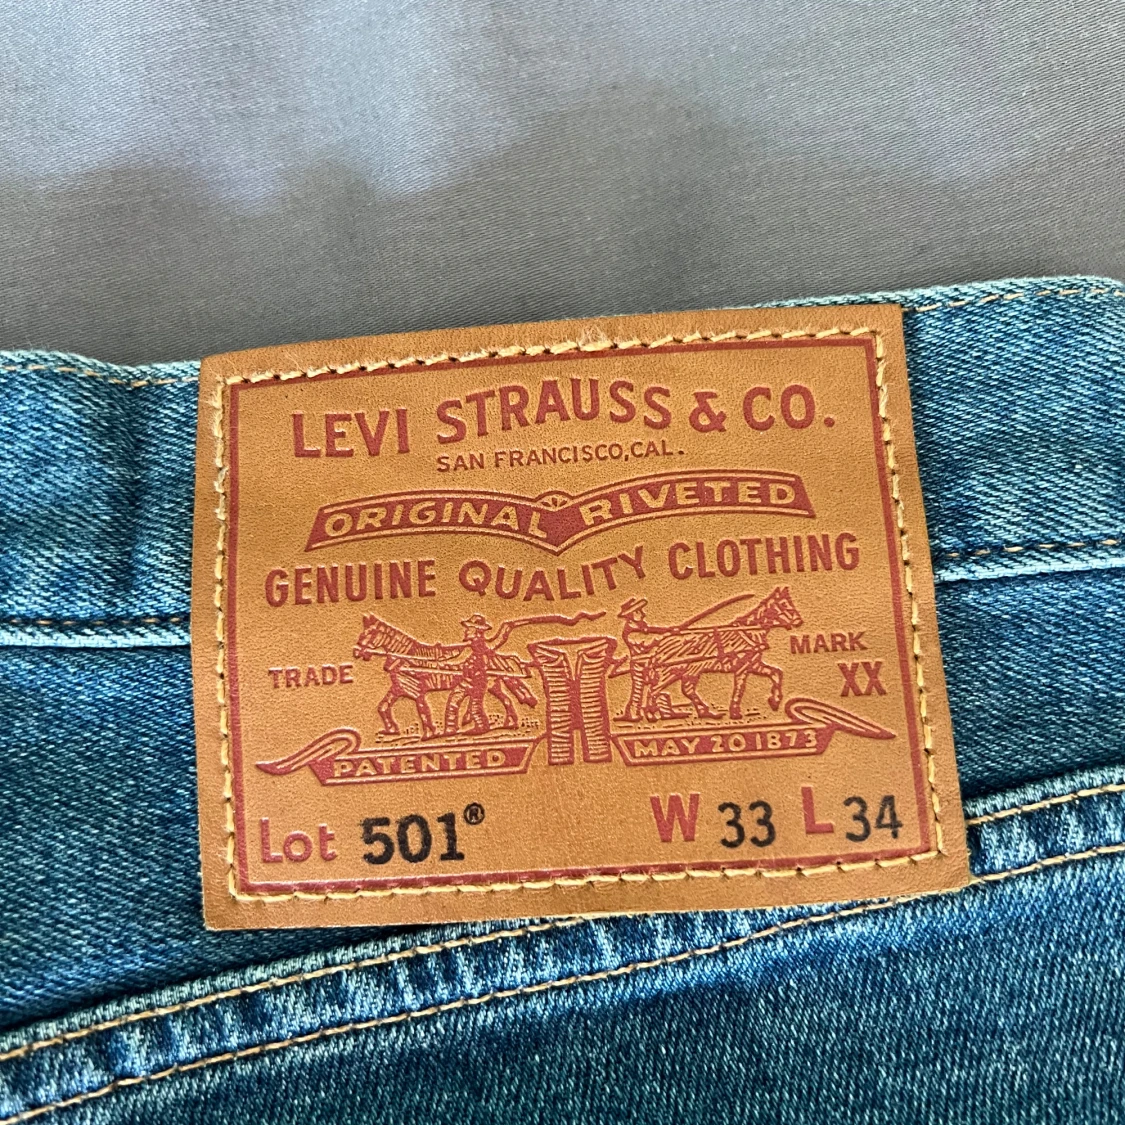 LEVI STRAUSS & CO.
SAN FRANCISCO, CAL.
ORIGINAL RIVETED
GENUINE QUALITY CLOTHING
TRADE MARK
XX
PATENTED MAY 20 1873
Lot 501® W 33 L 34